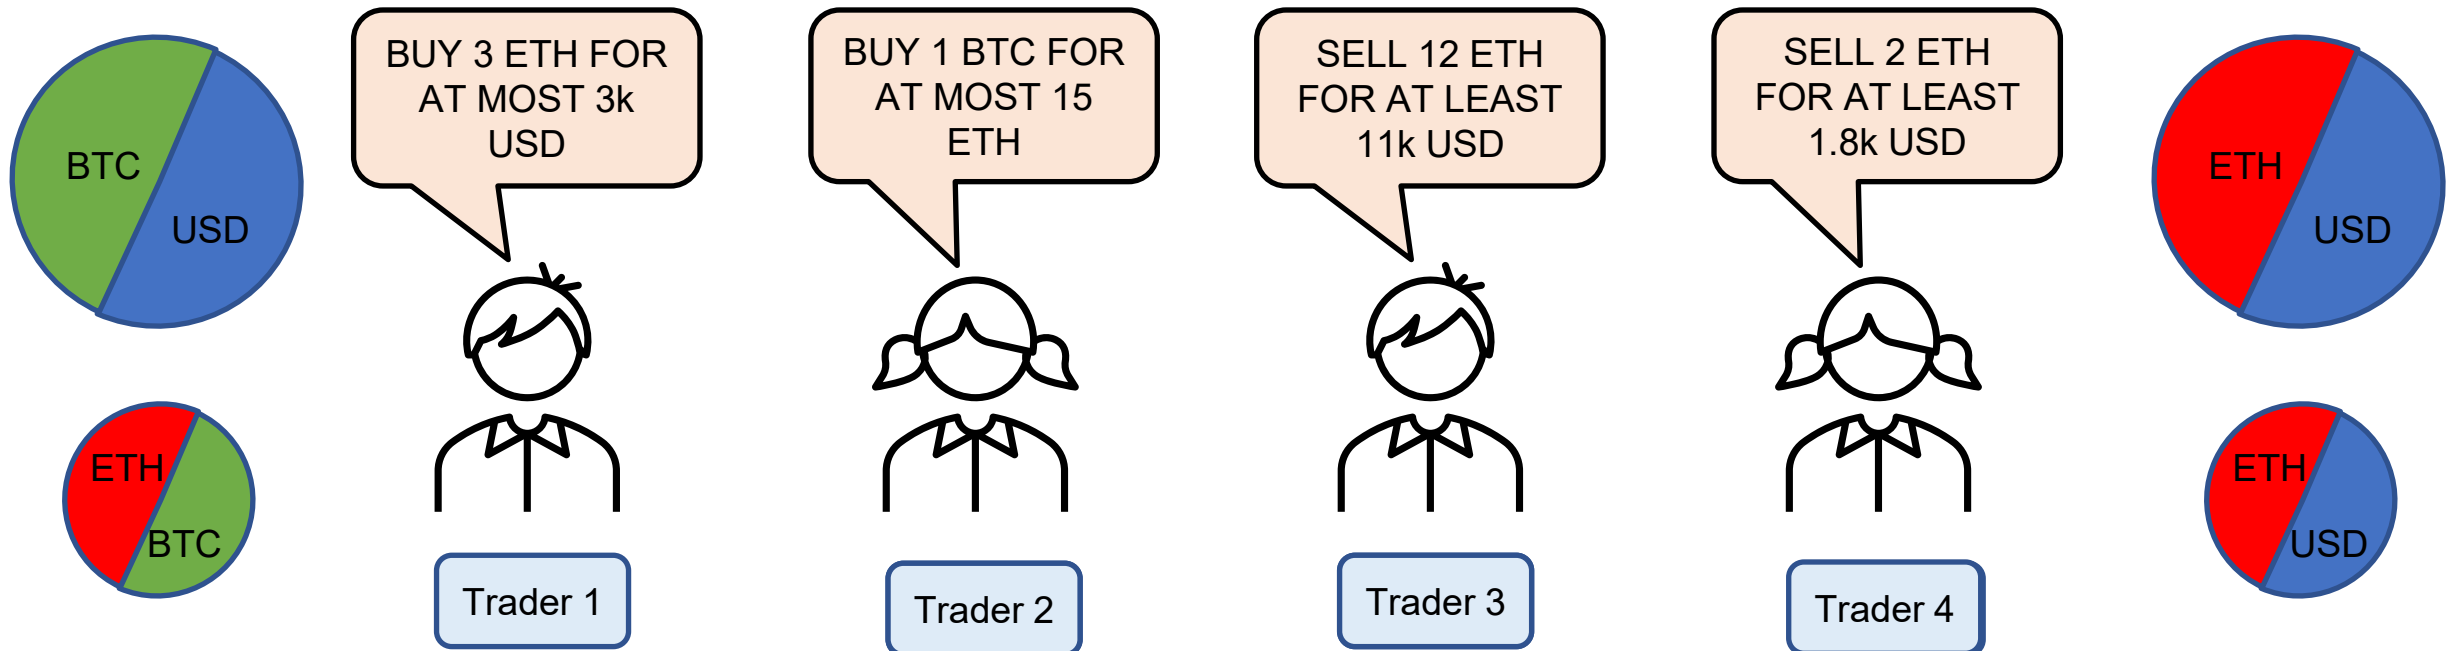 BTC
USD
ETH
BTC
BUY 3 ETH FOR
AT MOST 3k
USD
Trader 1
BUY 1 BTC FOR
AT MOST 15
ETH
Trader 2
SELL 12 ETH
FOR AT LEAST
11k USD
Trader 3
SELL 2 ETH
FOR AT LEAST
1.8k USD
Trader 4
ETH
USD
ETH
USD